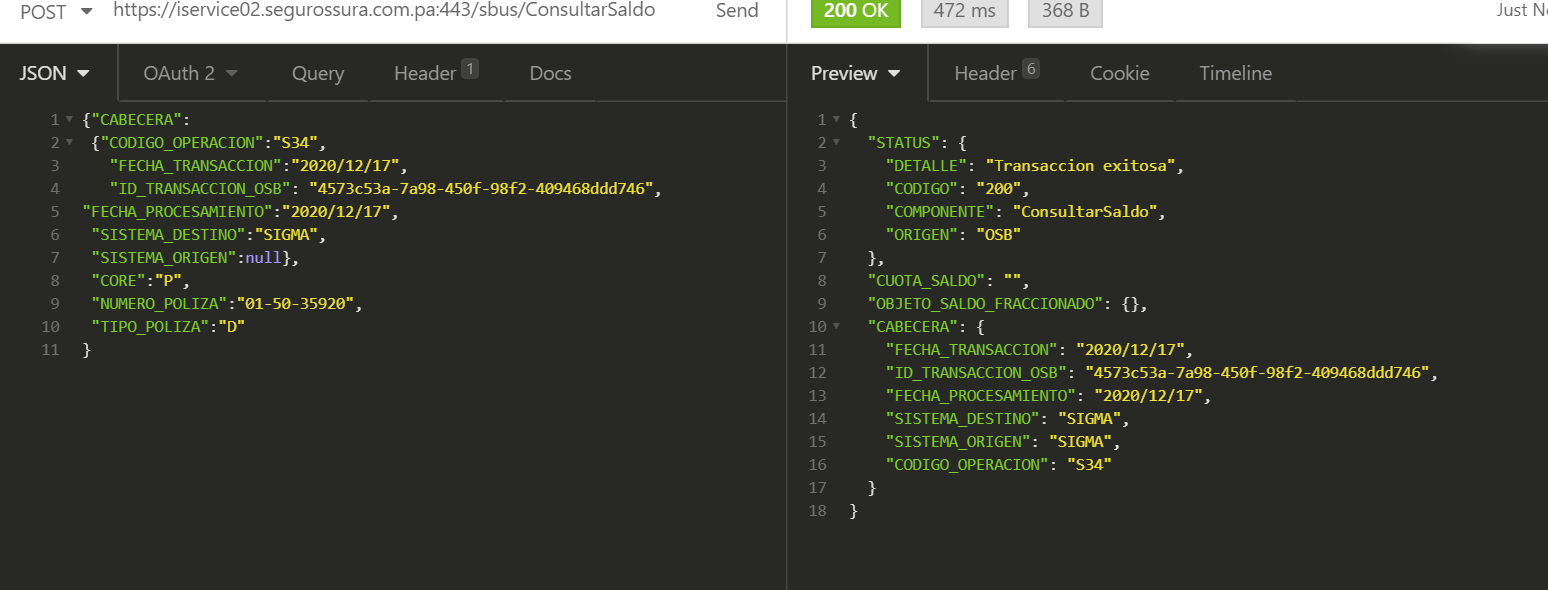 POST https://iservice02.segurossura.com.pa:443/sbus/ConsultarSaldo Send
200 OK 472 ms 368 B Just
JSON OAuth 2 Query Header 1 Docs
1 {"CABECERA":
2 {"CODIGO_OPERACION":"S34",
3 "FECHA_TRANSACCION":"2020/12/17",
4 "ID_TRANSACCION_OSB": "4573c53a-7a98-450f-98f2-409468ddd746",
5 "FECHA_PROCESAMIENTO":"2020/12/17",
6 "SISTEMA_DESTINO":"SIGMA",
7 "SISTEMA_ORIGEN":null},
8 "CORE":"P",
9 "NUMERO_POLIZA":"01-50-35920",
10 "TIPO_POLIZA":"D"
11 }
Preview Header 6 Cookie Timeline
1 {
2 "STATUS": {
3 "DETALLE": "Transaccion exitosa",
4 "CODIGO": "200",
5 "COMPONENTE": "ConsultarSaldo",
6 "ORIGEN": "OSB"
7 },
8 "CUOTA_SALDO": "",
9 "OBJETO_SALDO_FRACCIONADO": {},
10 "CABECERA": {
11 "FECHA_TRANSACCION": "2020/12/17",
12 "ID_TRANSACCION_OSB": "4573c53a-7a98-450f-98f2-409468ddd746",
13 "FECHA_PROCESAMIENTO": "2020/12/17",
14 "SISTEMA_DESTINO": "SIGMA",
15 "SISTEMA_ORIGEN": "SIGMA",
16 "CODIGO_OPERACION": "S34"
17 }
18 }